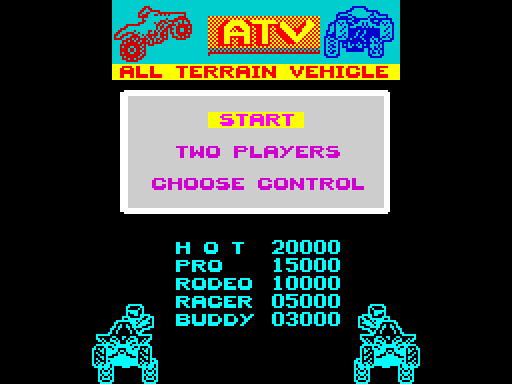 ATV
ALL TERRAIN VEHICLE
START
TWO PLAYERS
CHOOSE CONTROL
H O T 20000
PRO 15000
RODEO 10000
RACER 05000
BUDDY 03000